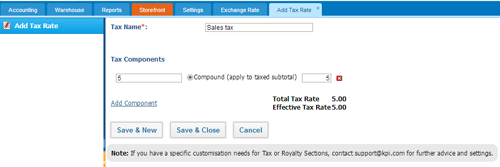 Accounting Warehouse Reports Storefront Settings Exchange Rate Add Tax Rate
Add Tax Rate
Tax Name*: Sales tax
Tax Components
5 Compound (apply to taxed subtotal) 5
Add Component
Total Tax Rate 5.00
Effective Tax Rate 5.00
Save & New Save & Close Cancel
Note: If you have a specific customisation needs for Tax or Royalty Sections, contact support@kpi.com for further advice and settings.